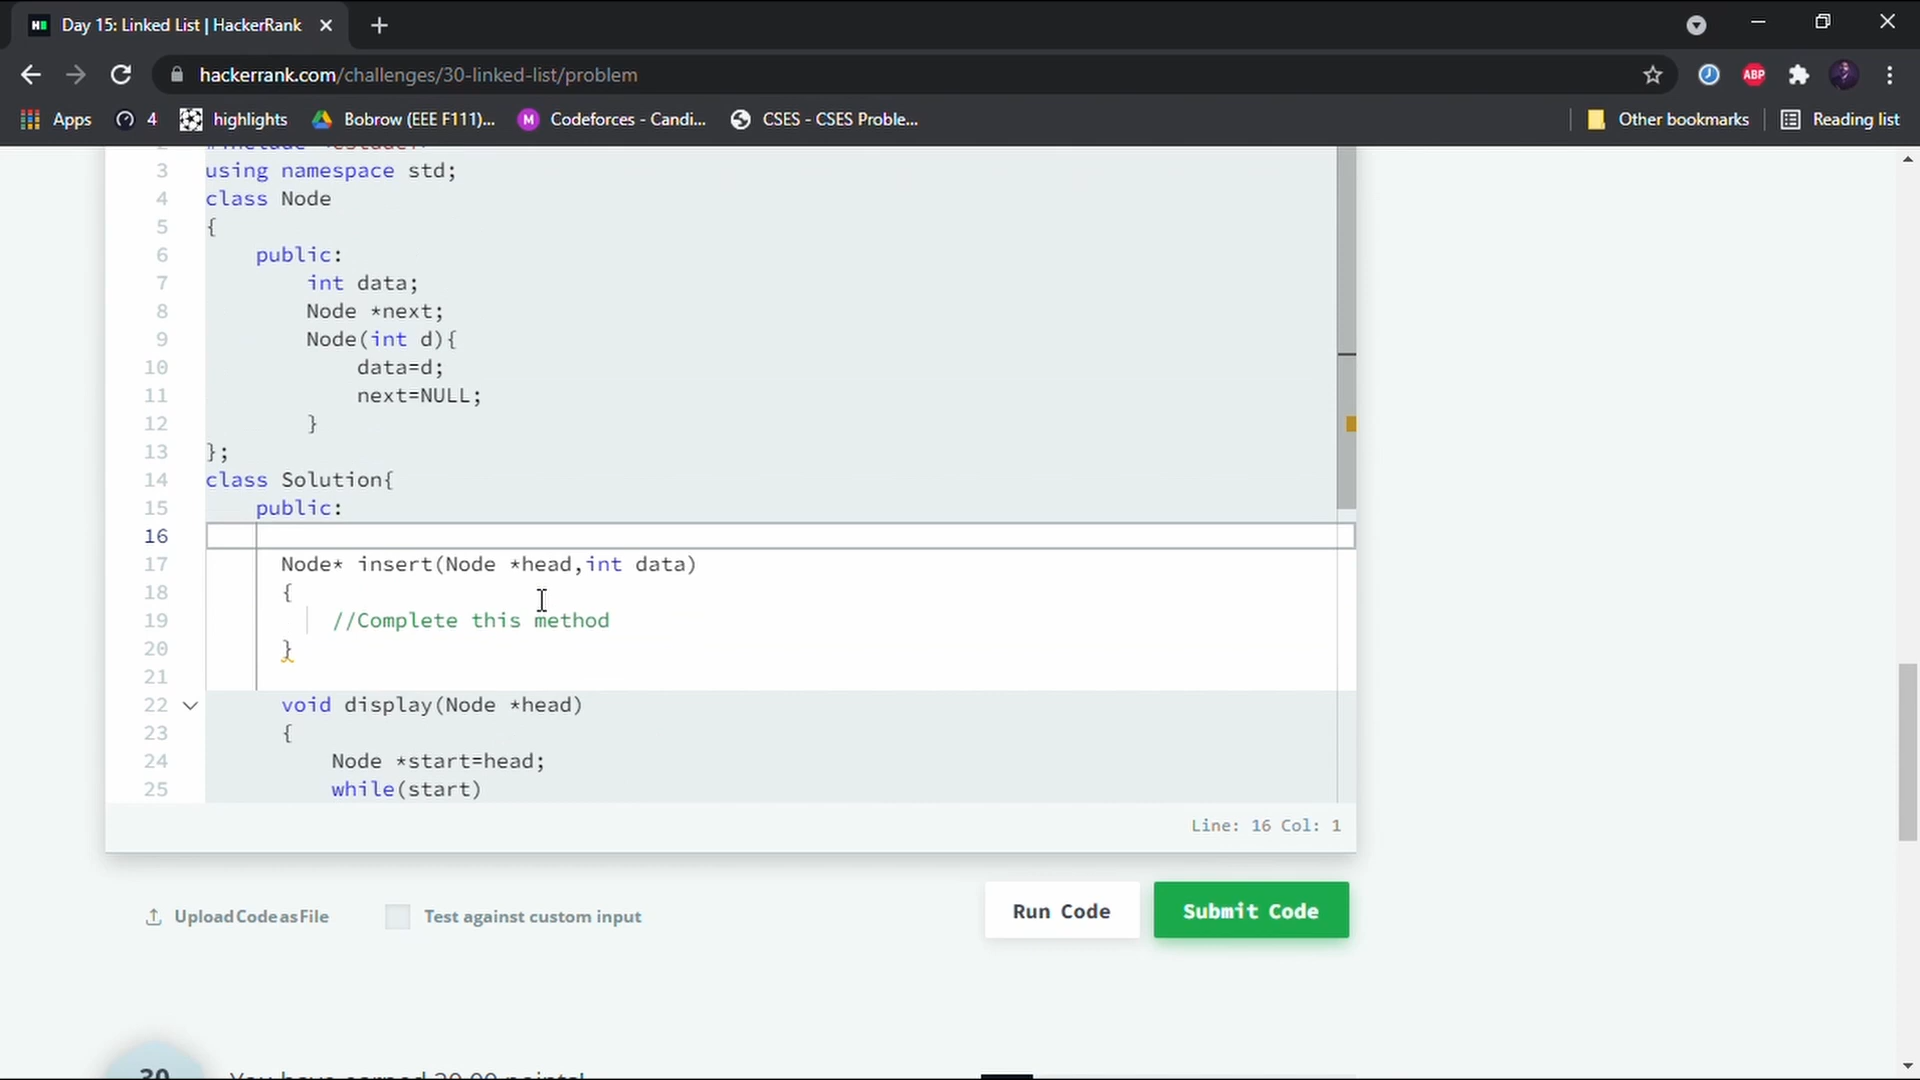 Day 15: Linked List | HackerRank
hackerrank.com/challenges/30-linked-list/problem
ABP
Apps
4
highlights
Bobrow (EEE F111)...
M
Codeforces - Candi...
CSES - CSES Proble...
Other bookmarks
Reading list
3 using namespace std;
4 class Node
5 {
6 public:
7 int data;
8 Node *next;
9 Node(int d){
10 data=d;
11 next=NULL;
12 }
13 };
14 class Solution{
15 public:
16
17 Node* insert(Node *head,int data)
18 {
19 //Complete this method
20 }
21
22 void display(Node *head)
23 {
24 Node *start=head;
25 while(start)
Line: 16 Col: 1
Upload Code as File
Test against custom input
Run Code
Submit Code